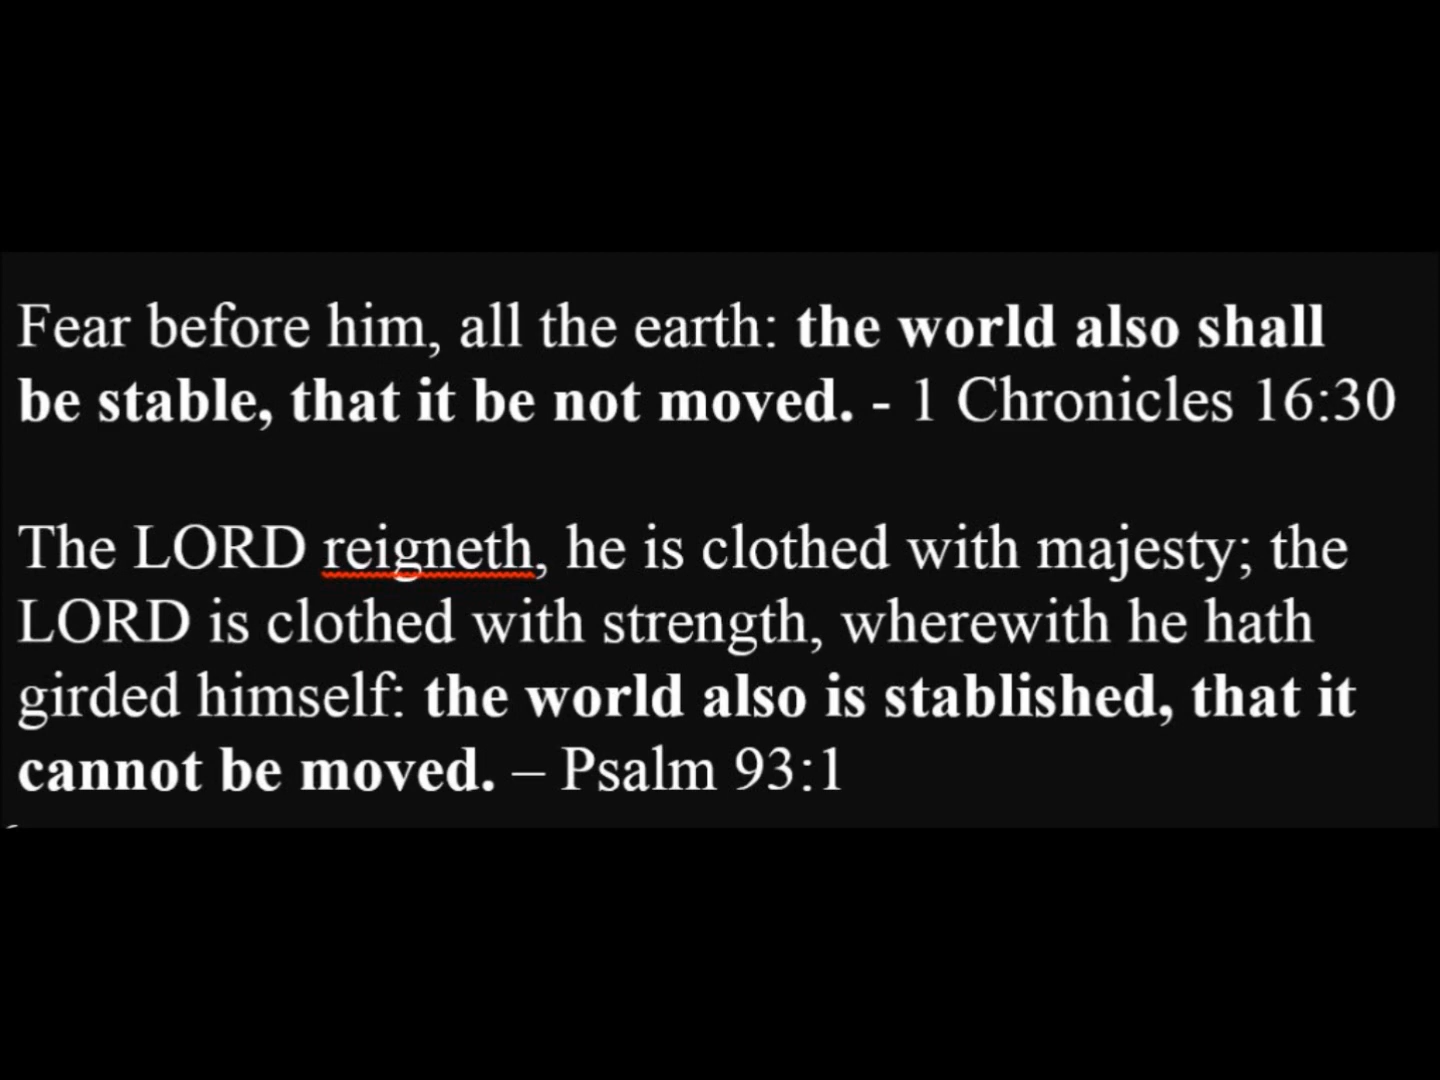 Fear before him, all the earth: the world also shall
be stable, that it be not moved. - 1 Chronicles 16:30
The LORD reigneth, he is clothed with majesty; the
LORD is clothed with strength, wherewith he hath
girded himself: the world also is stablished, that it
cannot be moved. – Psalm 93:1